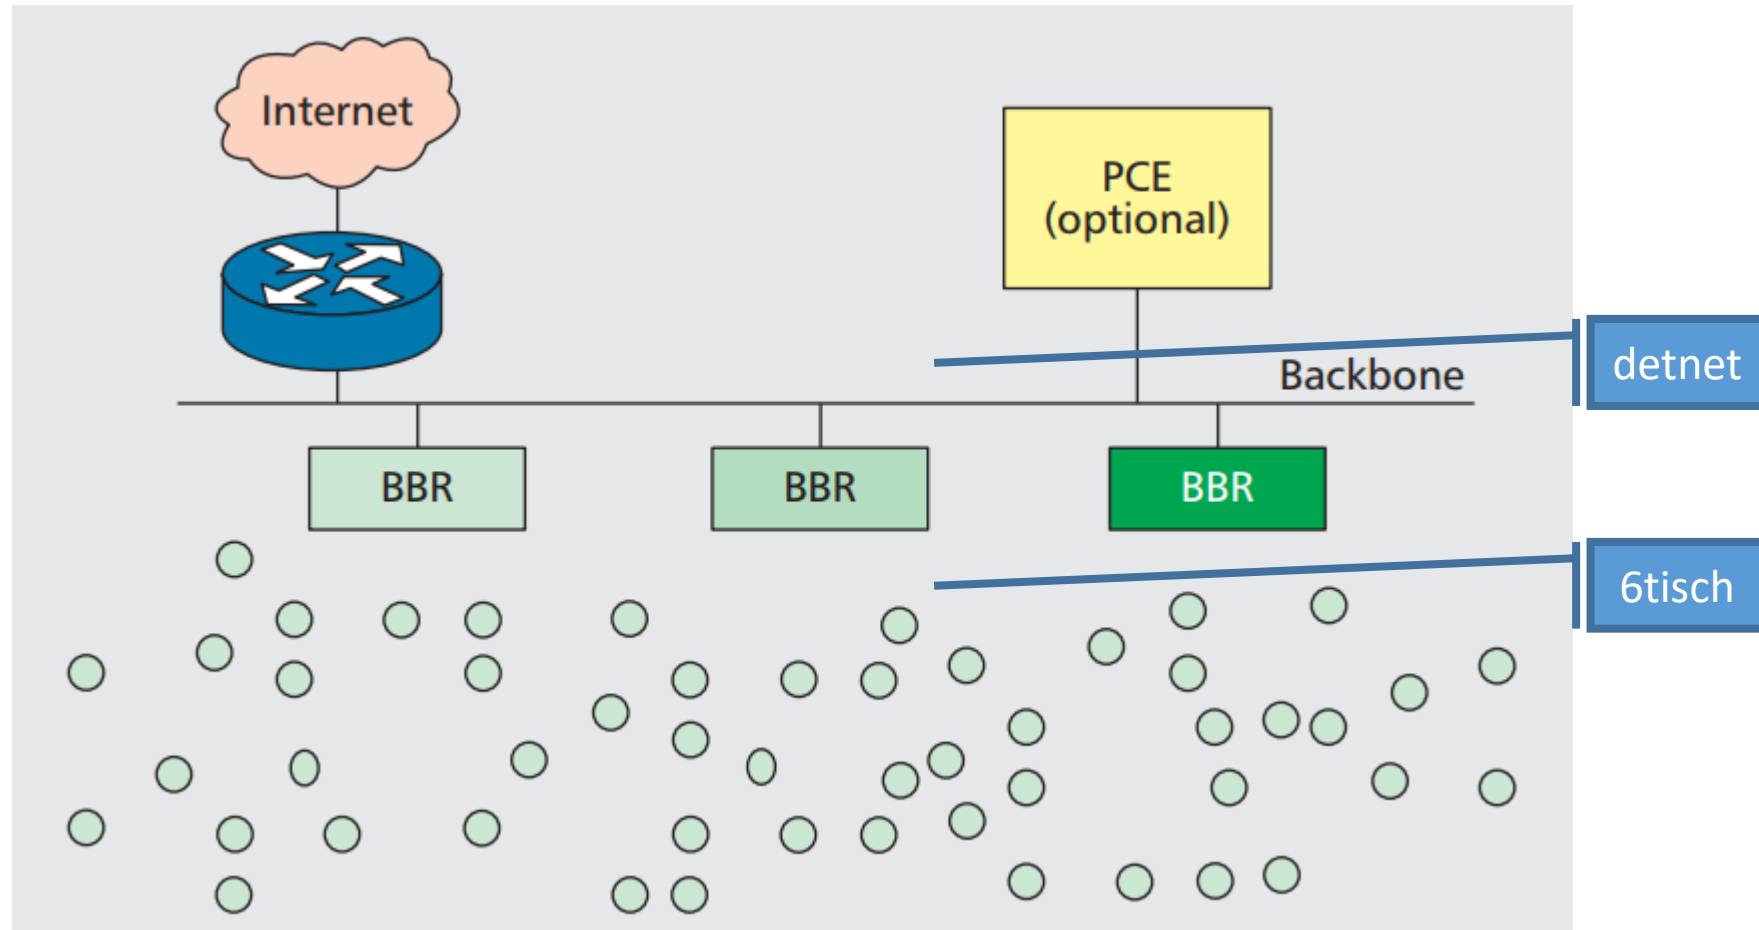 Internet
PCE
(optional)
Backbone
detnet
BBR
BBR
BBR
6tisch